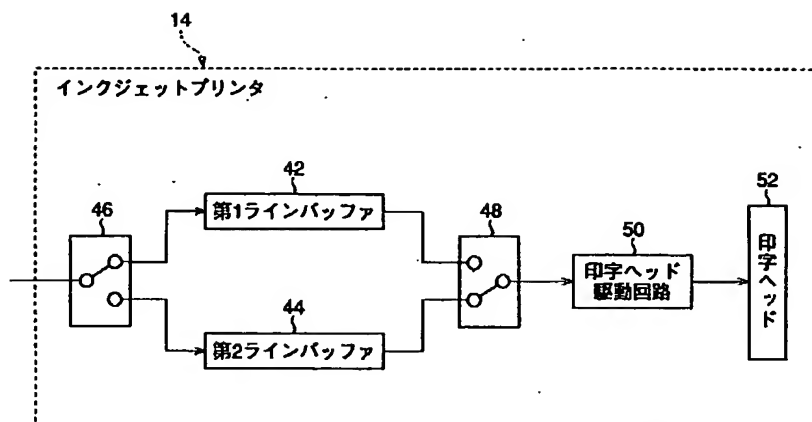 14
インクジェットプリンタ
42
第1ラインバッファ
46
48
50
52
印字ヘッド
駆動回路
印字ヘッド
44
第2ラインバッファ